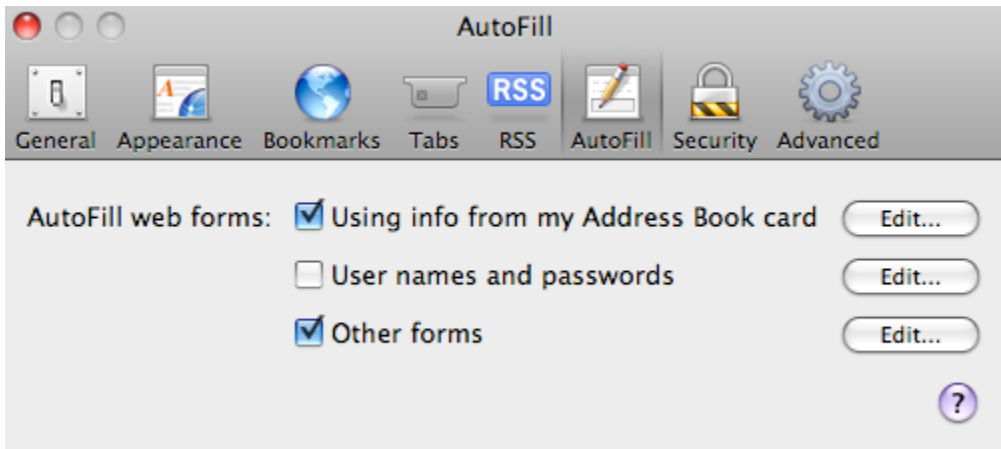 AutoFill
RSS
General Appearance Bookmarks Tabs RSS AutoFill Security Advanced
AutoFill web forms: Using info from my Address Book card Edit...
User names and passwords Edit...
Other forms Edit...
?